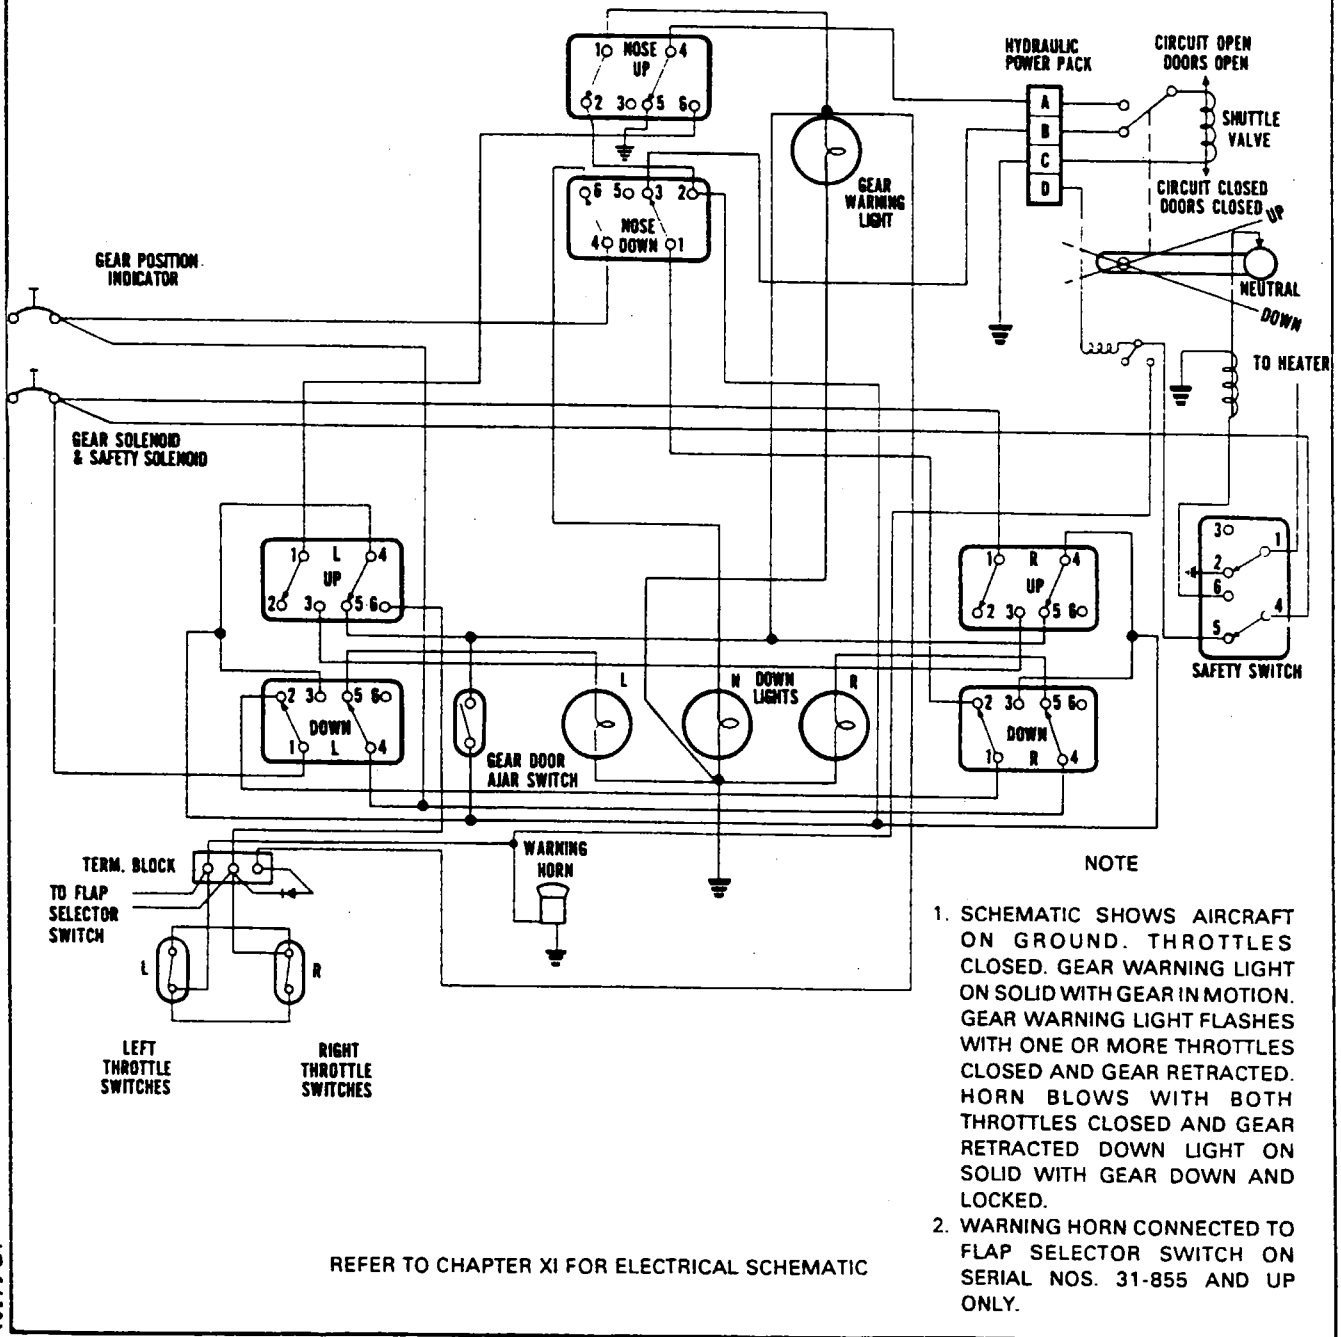 1 NOSE 4
UP
2 3 5 6
HYDRAULIC
POWER PACK
A
B
C
D
CIRCUIT OPEN
DOORS OPEN
SHUTTLE
VALVE
CIRCUIT CLOSED
DOORS CLOSED
UP
NEUTRAL
DOWN
6 5 3 2
NOSE
4 DOWN 1
GEAR
WARNING
LIGHT
GEAR POSITION
INDICATOR
TO HEATER
GEAR SOLENOID
& SAFETY SOLENOID
1 L 4
UP
2 3 5 6
1 R 4
UP
2 3 5 6
3
1
2
6
4
5
SAFETY SWITCH
2 3 5 6
DOWN
1 L 4
L N DOWN R
LIGHTS
2 3 5 6
DOWN
1 R 4
GEAR DOOR
AJAR SWITCH
TERM. BLOCK
WARNING
HORN
TO FLAP
SELECTOR
SWITCH
L
R
LEFT
THROTTLE
SWITCHES
RIGHT
THROTTLE
SWITCHES
NOTE
1. SCHEMATIC SHOWS AIRCRAFT
ON GROUND. THROTTLES
CLOSED. GEAR WARNING LIGHT
ON SOLID WITH GEAR IN MOTION.
GEAR WARNING LIGHT FLASHES
WITH ONE OR MORE THROTTLES
CLOSED AND GEAR RETRACTED.
HORN BLOWS WITH BOTH
THROTTLES CLOSED AND GEAR
RETRACTED DOWN LIGHT ON
SOLID WITH GEAR DOWN AND
LOCKED.
2. WARNING HORN CONNECTED TO
FLAP SELECTOR SWITCH ON
SERIAL NOS. 31-855 AND UP
ONLY.
REFER TO CHAPTER XI FOR ELECTRICAL SCHEMATIC